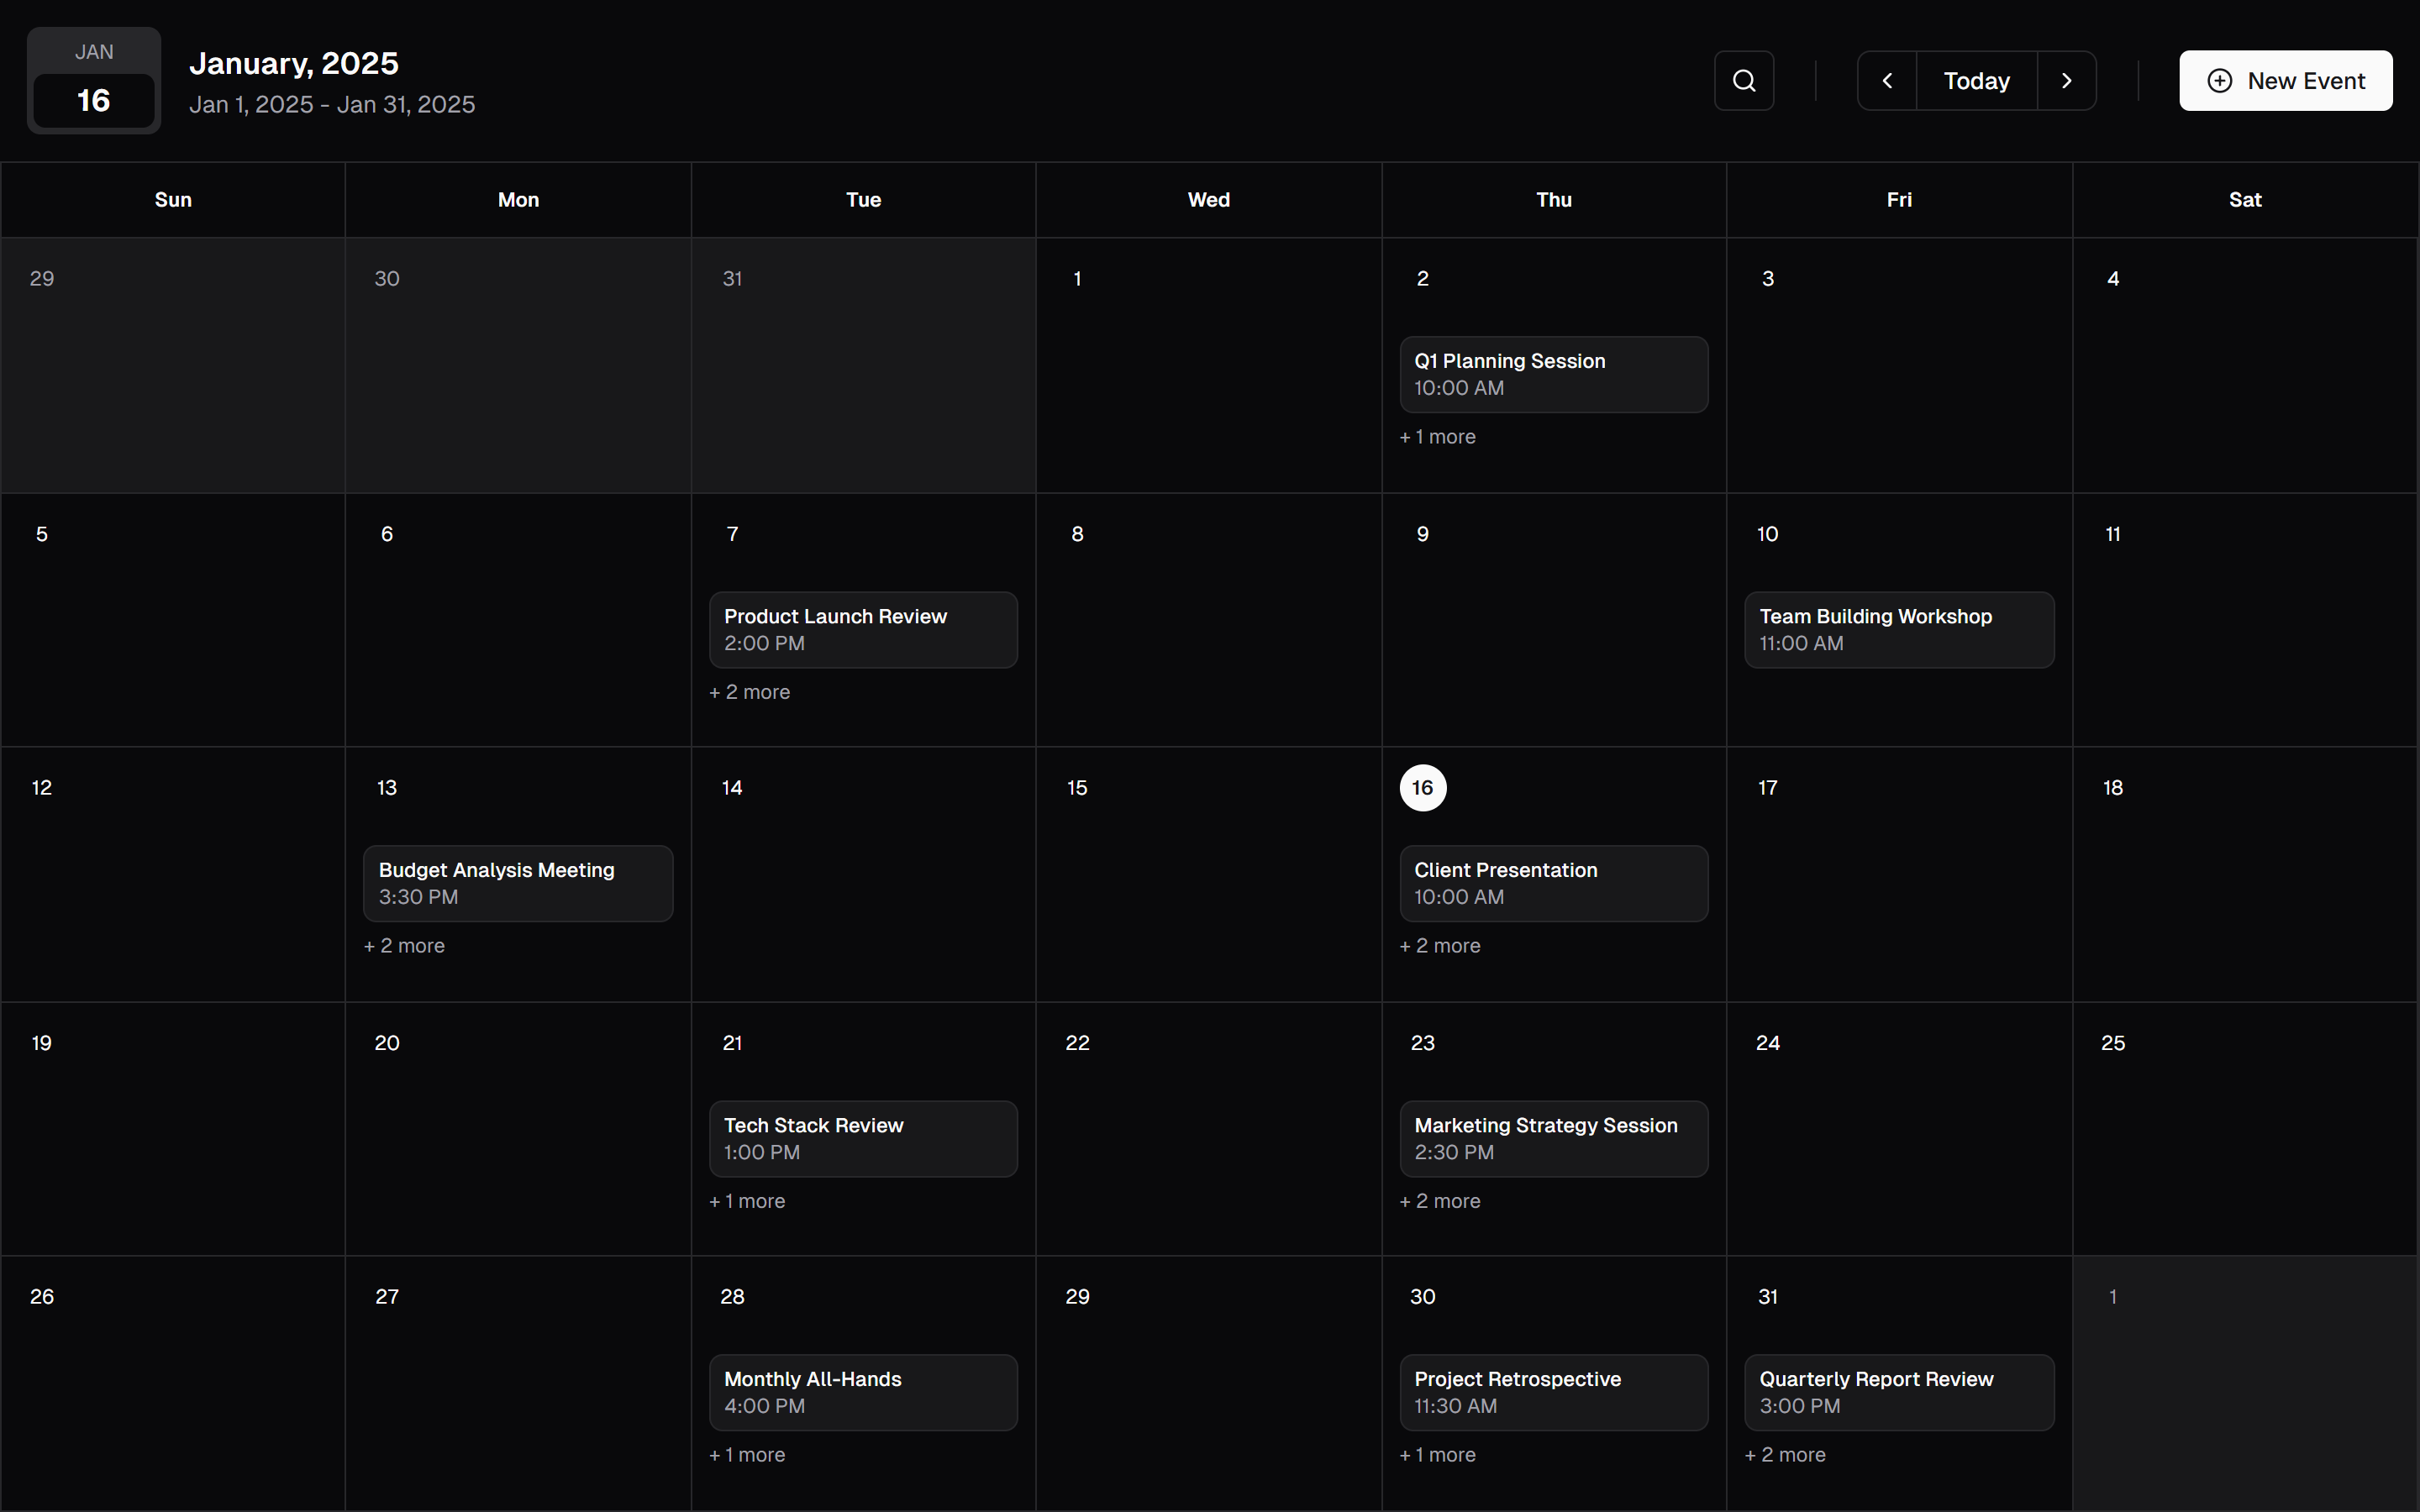 JAN
16
January, 2025
Jan 1, 2025 - Jan 31, 2025
Today
New Event
Sun Mon Tue Wed Thu Fri Sat
29 30 31 1 2 3 4
Q1 Planning Session
10:00 AM
+ 1 more
5 6 7 8 9 10 11
Product Launch Review
2:00 PM
+ 2 more
Team Building Workshop
11:00 AM
12 13 14 15 16 17 18
Budget Analysis Meeting
3:30 PM
+ 2 more
Client Presentation
10:00 AM
+ 2 more
19 20 21 22 23 24 25
Tech Stack Review
1:00 PM
+ 1 more
Marketing Strategy Session
2:30 PM
+ 2 more
26 27 28 29 30 31 1
Monthly All-Hands
4:00 PM
+ 1 more
Project Retrospective
11:30 AM
+ 1 more
Quarterly Report Review
3:00 PM
+ 2 more